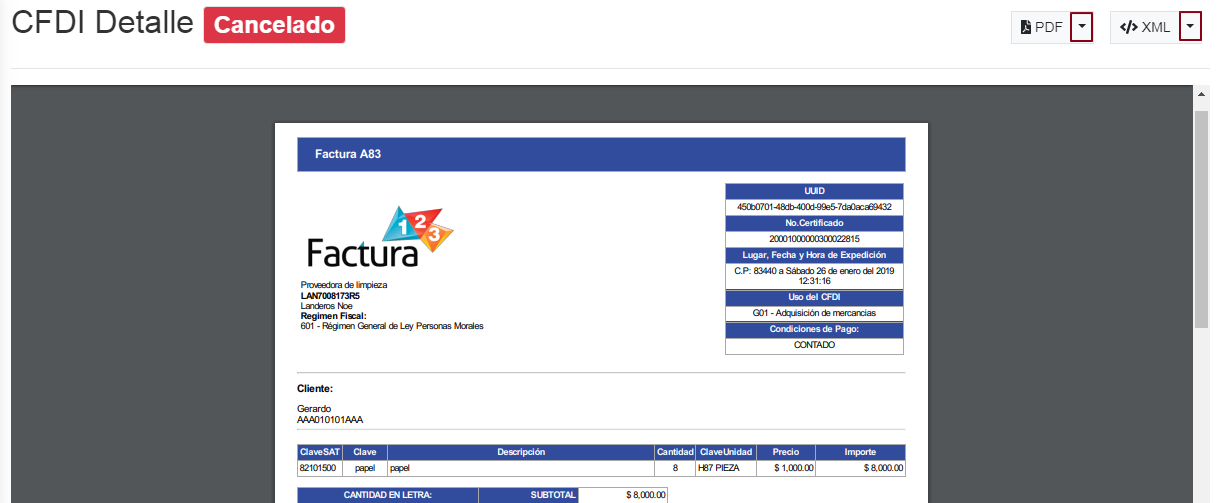 CFDI Detalle Cancelado
PDF
XML
Factura A83
UUID
450b0701-48db-400d-99e5-7da0aca69432
No.Certificado
20001000000300022815
Lugar, Fecha y Hora de Expedición
C.P: 83440 a Sábado 26 de enero del 2019
12:31:16
Uso del CFDI
G01 - Adquisición de mercancias
Condiciones de Pago:
CONTADO
Factura 123
Proveedora de limpieza
LAN7008173R5
Landeros Noe
Regimen Fiscal:
601 - Régimen General de Ley Personas Morales
Cliente:
Gerardo
AAA010101AAA
ClaveSAT Clave Descripción Cantidad ClaveUnidad Precio Importe
82101500 papel papel 8 H87 PIEZA $ 1,000.00 $ 8,000.00
CANTIDAD EN LETRA: SUBTOTAL $ 8,000.00